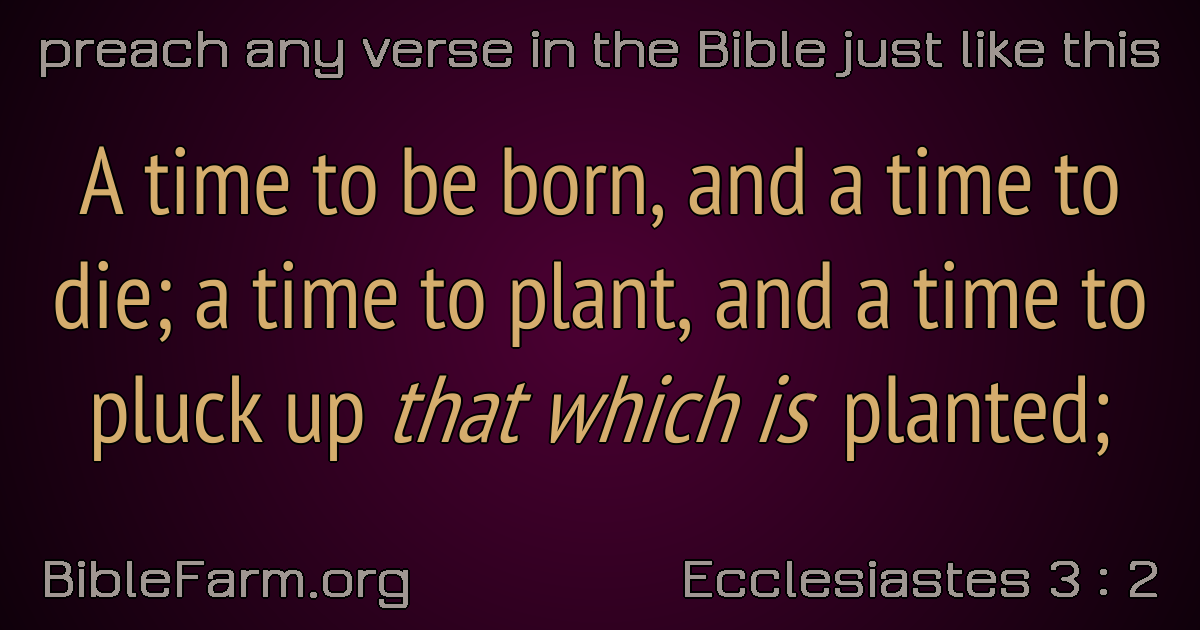 preach any verse in the Bible just like this
A time to be born, and a time to
die; a time to plant, and a time to
pluck up that which is planted;
BibleFarm.org
Ecclesiastes 3 : 2